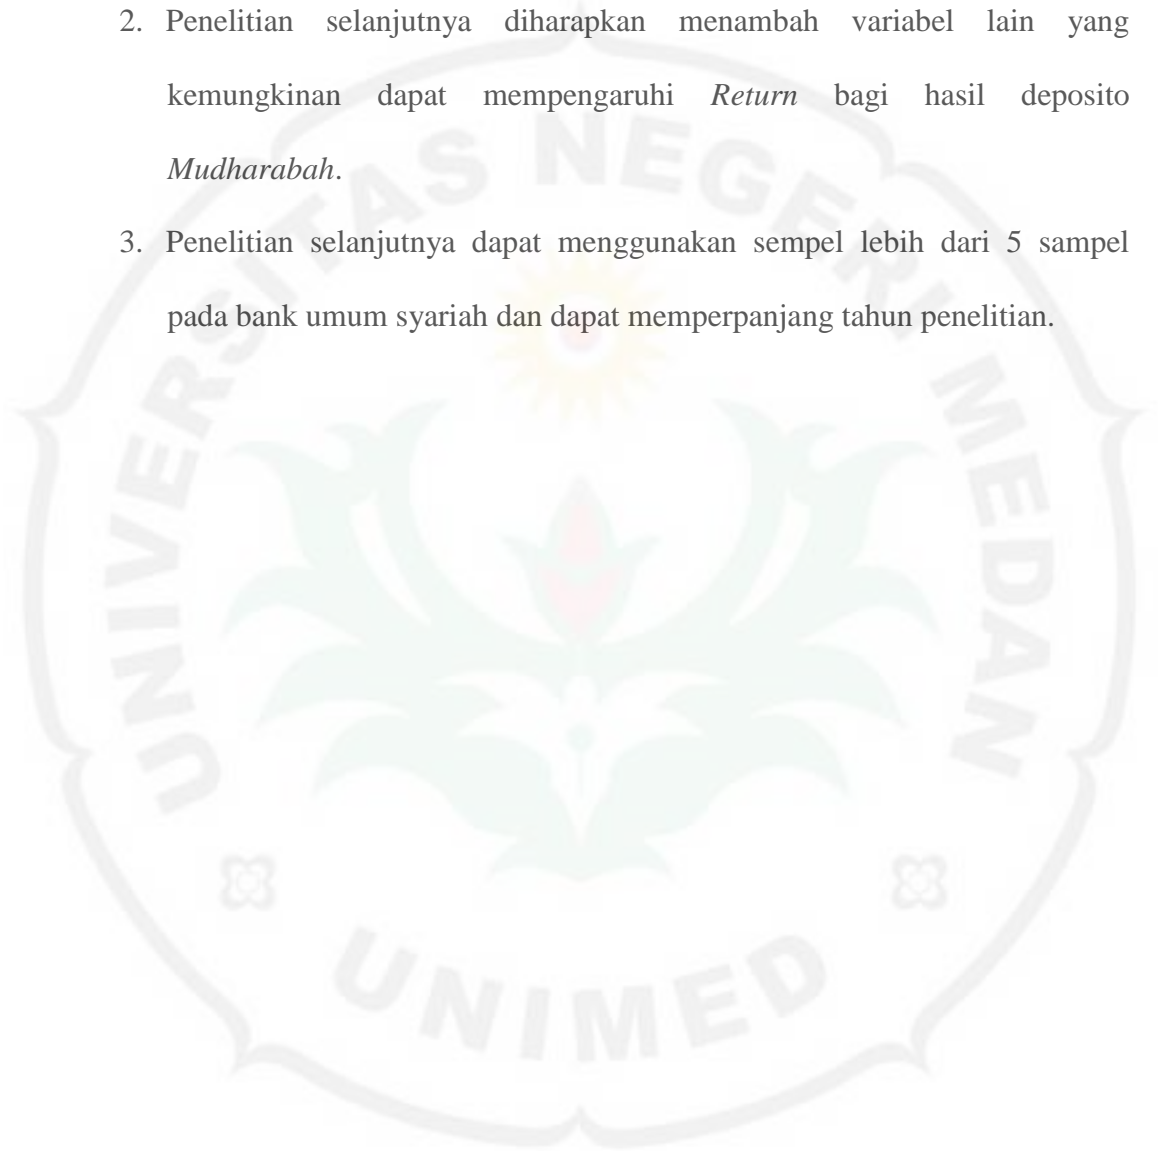 2. Penelitian selanjutnya diharapkan menambah variabel lain yang
kemungkinan dapat mempengaruhi Return bagi hasil deposito
Mudharabah.
3. Penelitian selanjutnya dapat menggunakan sempel lebih dari 5 sampel
pada bank umum syariah dan dapat memperpanjang tahun penelitian.
UNIVERSITAS NEGERI MEDAN
UNIMED